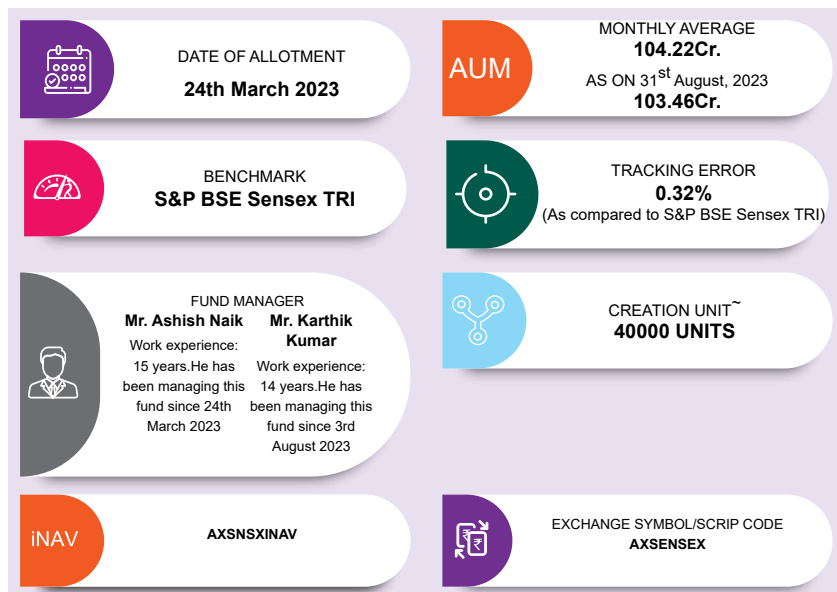 DATE OF ALLOTMENT
24th March 2023
AUM
MONTHLY AVERAGE
104.22Cr.
AS ON 31st August, 2023
103.46Cr.
BENCHMARK
S&P BSE Sensex TRI
TRACKING ERROR
0.32%
(As compared to S&P BSE Sensex TRI)
FUND MANAGER
Mr. Ashish Naik
Work experience:
15 years.He has
been managing this
fund since 24th
March 2023
Mr. Karthik
Kumar
Work experience:
14 years.He has
been managing this
fund since 3rd
August 2023
CREATION UNIT~
40000 UNITS
iNAV
AXSNSXINAV
₹
₹
EXCHANGE SYMBOL/SCRIP CODE
AXSENSEX